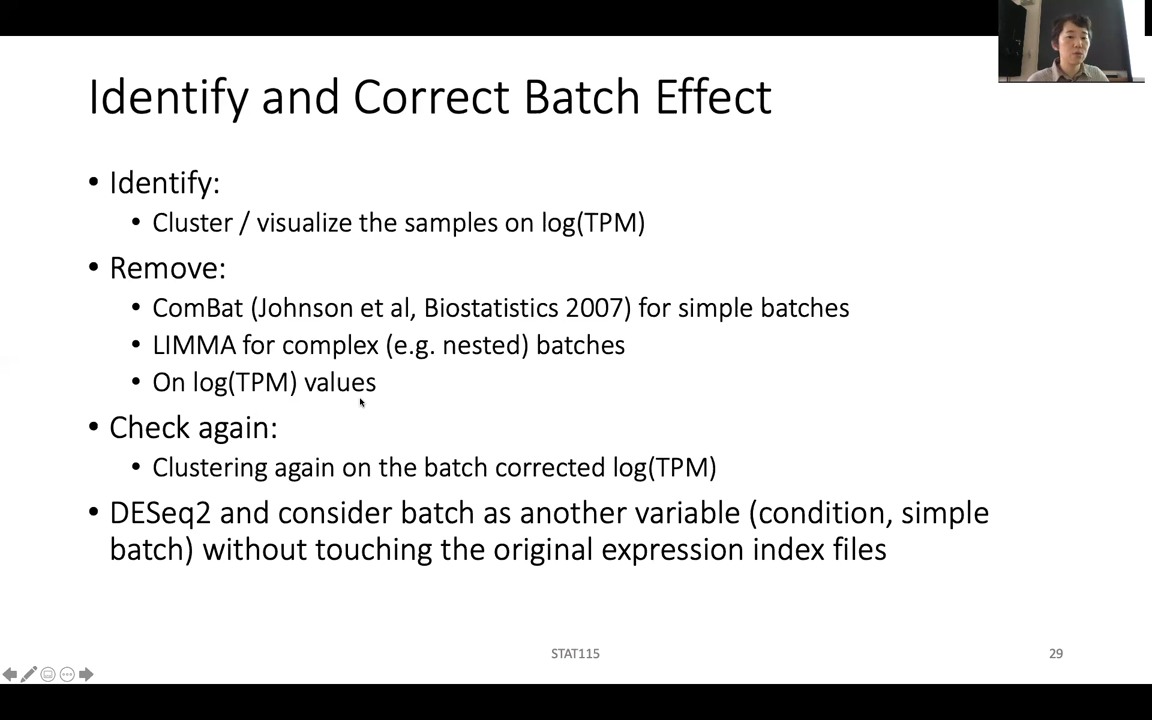 Identify and Correct Batch Effect
• Identify:
• Cluster / visualize the samples on log(TPM)
• Remove:
• ComBat (Johnson et al, Biostatistics 2007) for simple batches
• LIMMA for complex (e.g. nested) batches
• On log(TPM) values
• Check again:
• Clustering again on the batch corrected log(TPM)
• DESeq2 and consider batch as another variable (condition, simple
batch) without touching the original expression index files
STAT115
29